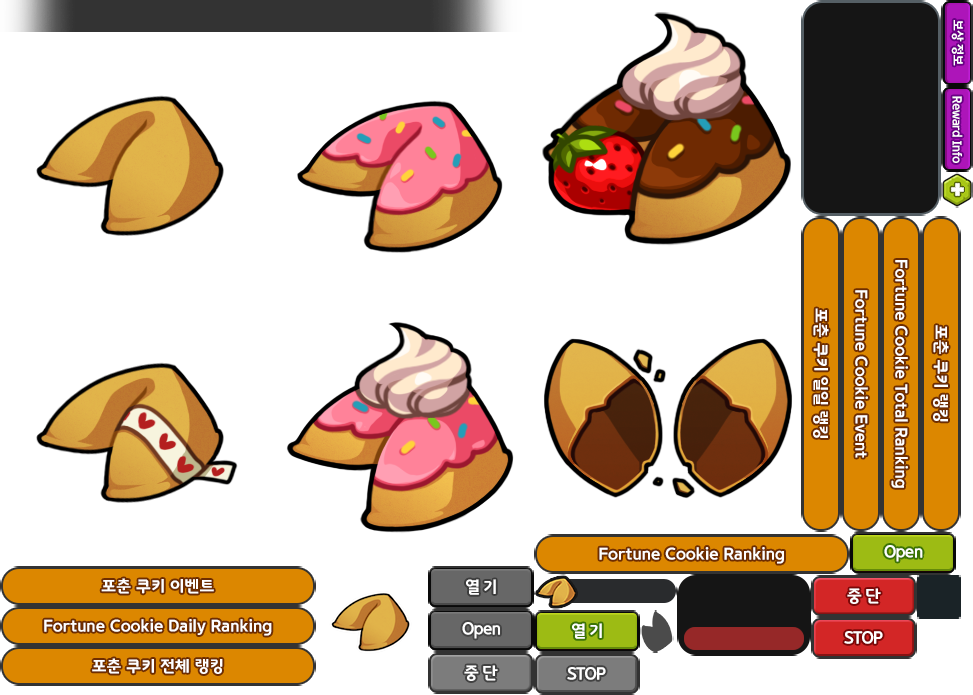 보상 정보
Reward Info
포춘 쿠키 일일 랭킹
Fortune Cookie Event
Fortune Cookie Total Ranking
포춘 쿠키 랭킹
Fortune Cookie Ranking
Open
포춘 쿠키 이벤트
Fortune Cookie Daily Ranking
포춘 쿠키 전체 랭킹
열기
Open
중단
열기
STOP
중단
STOP